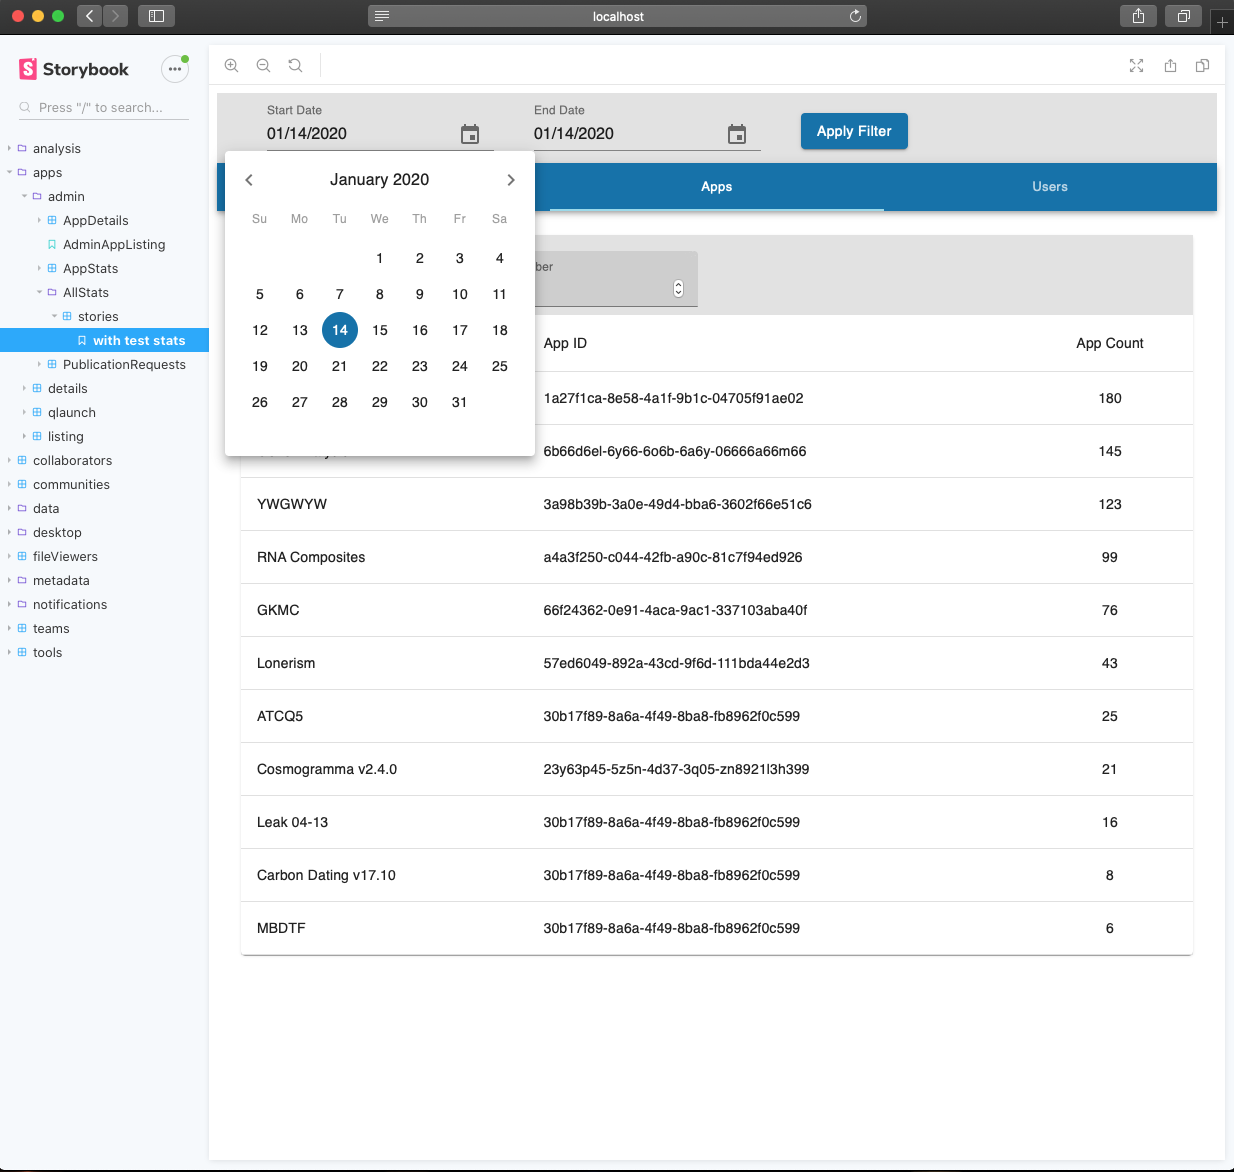 localhost
Storybook
Press "/" to search...
analysis
apps
admin
AppDetails
AdminAppListing
AppStats
AllStats
stories
with test stats
PublicationRequests
details
qlaunch
listing
collaborators
communities
data
desktop
fileViewers
metadata
notifications
teams
tools
Start Date
01/14/2020
End Date
01/14/2020
Apply Filter
January 2020
Su Mo Tu We Th Fr Sa
1 2 3 4
5 6 7 8 9 10 11
12 13 14 15 16 17 18
19 20 21 22 23 24 25
26 27 28 29 30 31
Apps
Users
App ID App Count
1a27f1ca-8e58-4a1f-9b1c-04705f91ae02 180
6b66d6el-6y66-6o6b-6a6y-06666a66m66 145
YWGWYW 3a98b39b-3a0e-49d4-bba6-3602f66e51c6 123
RNA Composites a4a3f250-c044-42fb-a90c-81c7f94ed926 99
GKMC 66f24362-0e91-4aca-9ac1-337103aba40f 76
Lonerism 57ed6049-892a-43cd-9f6d-111bda44e2d3 43
ATCQ5 30b17f89-8a6a-4f49-8ba8-fb8962f0c599 25
Cosmogramma v2.4.0 23y63p45-5z5n-4d37-3q05-zn8921l3h399 21
Leak 04-13 30b17f89-8a6a-4f49-8ba8-fb8962f0c599 16
Carbon Dating v17.10 30b17f89-8a6a-4f49-8ba8-fb8962f0c599 8
MBDTF 30b17f89-8a6a-4f49-8ba8-fb8962f0c599 6